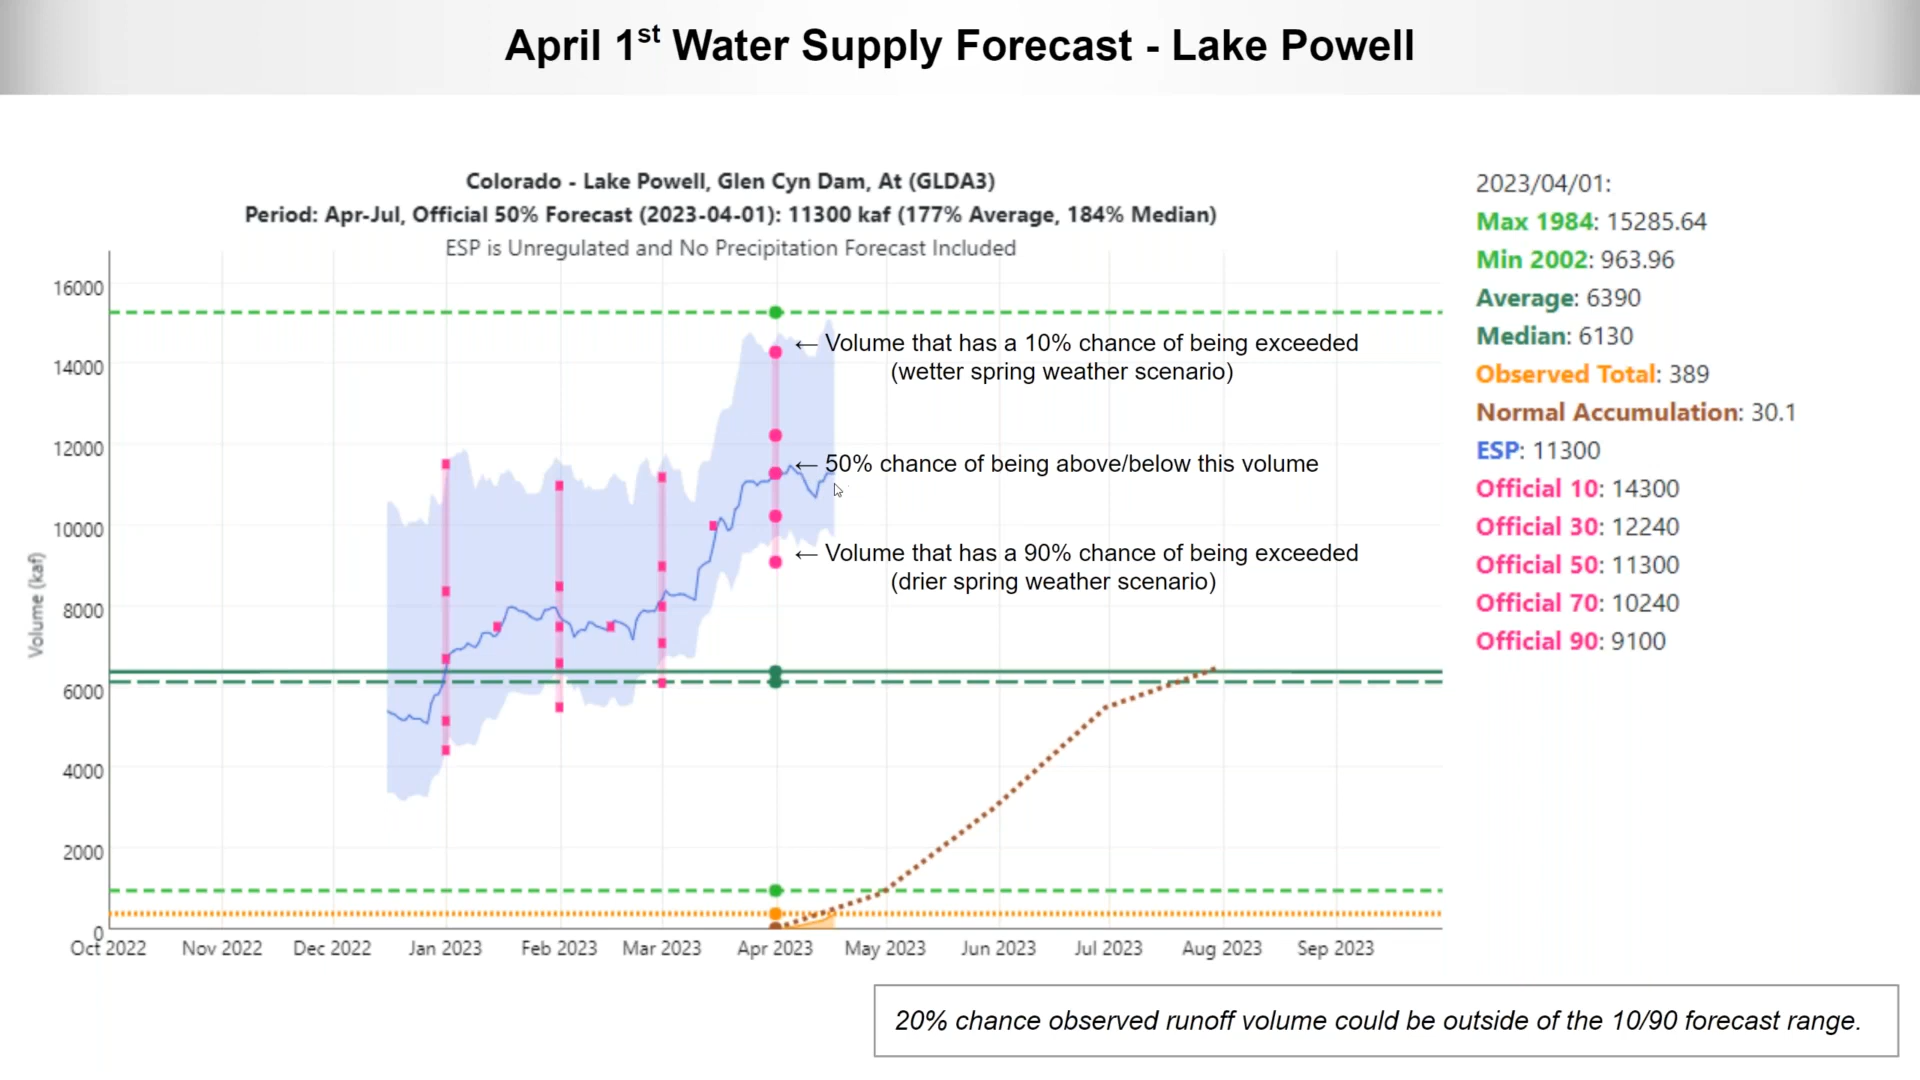 April 1st Water Supply Forecast - Lake Powell
Colorado - Lake Powell, Glen Cyn Dam, At (GLDA3)
Period: Apr-Jul, Official 50% Forecast (2023-04-01): 11300 kaf (177% Average, 184% Median)
ESP is Unregulated and No Precipitation Forecast Included
Volume (kaf)
16000
14000
12000
10000
8000
6000
4000
2000
0
Oct 2022
Nov 2022
Dec 2022
Jan 2023
Feb 2023
Mar 2023
Apr 2023
May 2023
Jun 2023
Jul 2023
Aug 2023
Sep 2023
← Volume that has a 10% chance of being exceeded
(wetter spring weather scenario)
← 50% chance of being above/below this volume
← Volume that has a 90% chance of being exceeded
(drier spring weather scenario)
2023/04/01:
Max 1984: 15285.64
Min 2002: 963.96
Average: 6390
Median: 6130
Observed Total: 389
Normal Accumulation: 30.1
ESP: 11300
Official 10: 14300
Official 30: 12240
Official 50: 11300
Official 70: 10240
Official 90: 9100
20% chance observed runoff volume could be outside of the 10/90 forecast range.